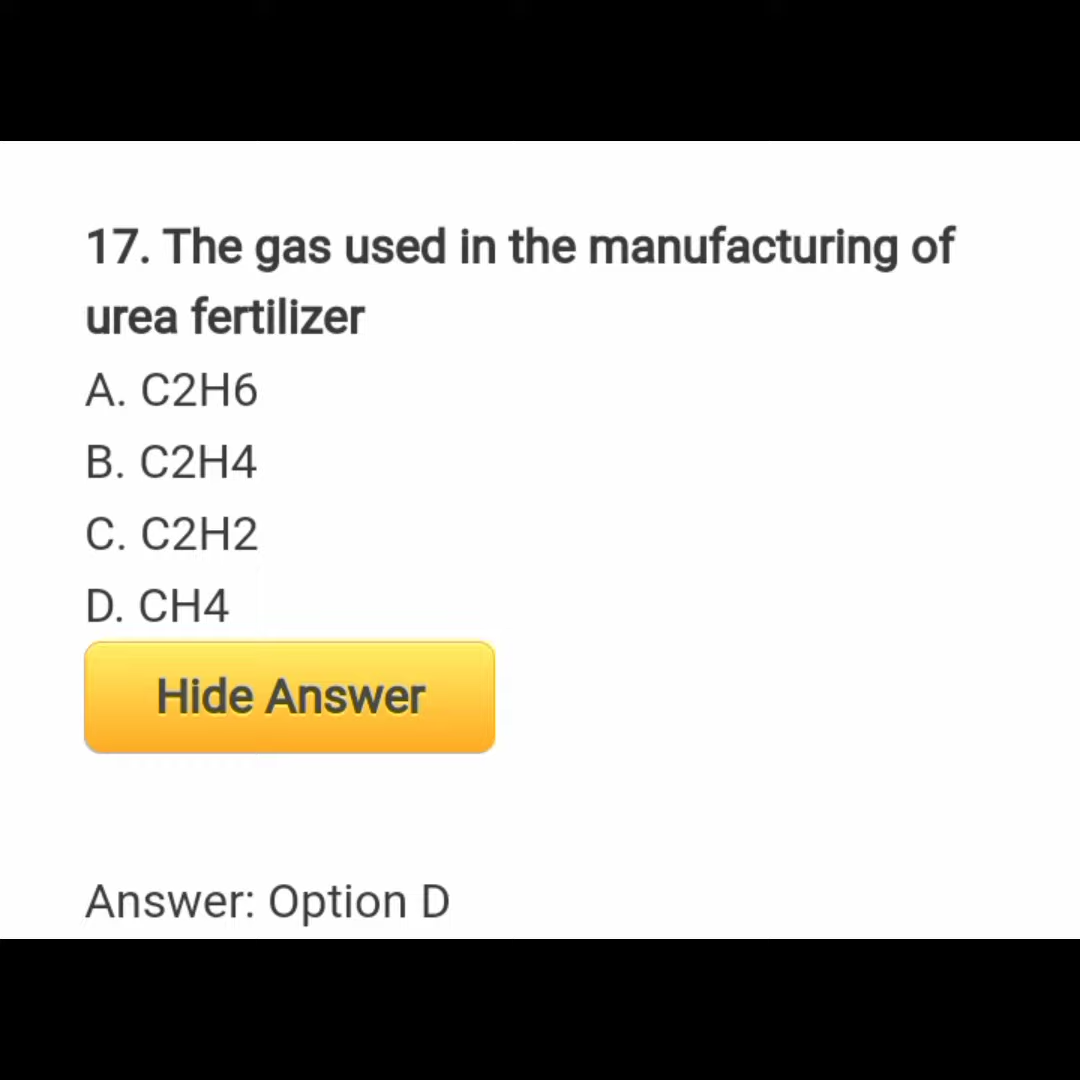 17. The gas used in the manufacturing of
urea fertilizer
A. C2H6
B. C2H4
C. C2H2
D. CH4
Hide Answer
Answer: Option D